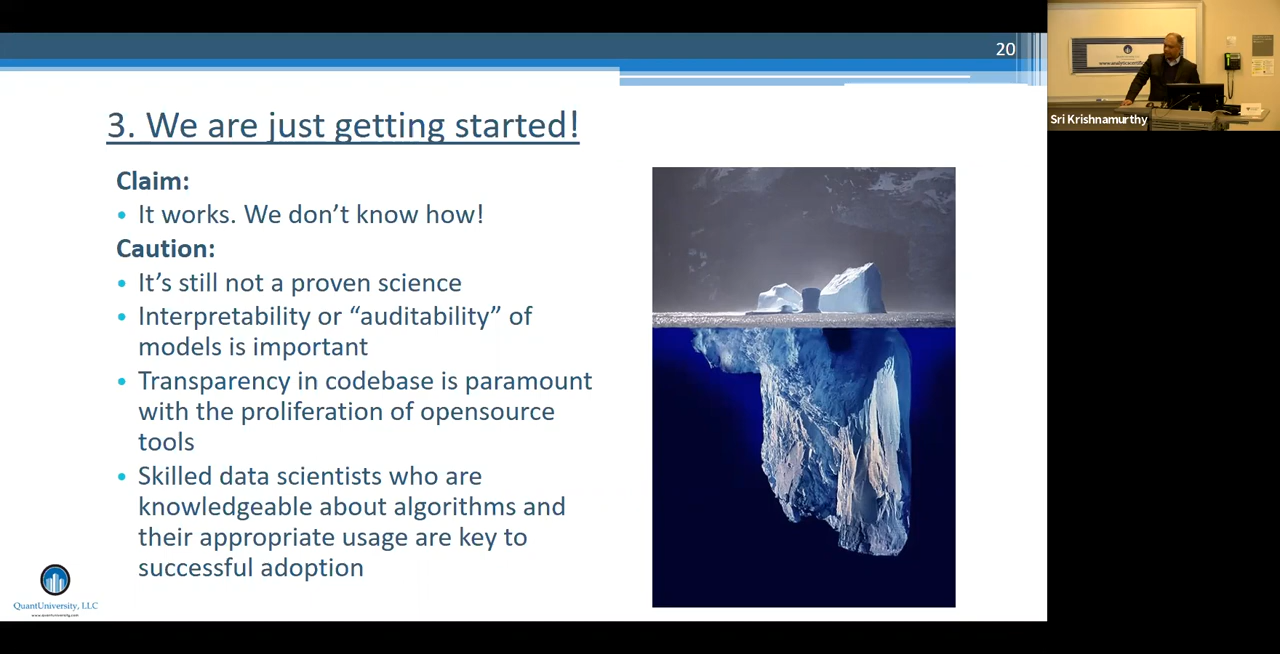 20
3. We are just getting started!
Claim:
• It works. We don’t know how!
Caution:
• It’s still not a proven science
• Interpretability or “auditability” of
models is important
• Transparency in codebase is paramount
with the proliferation of opensource
tools
• Skilled data scientists who are
knowledgeable about algorithms and
their appropriate usage are key to
successful adoption
QuantUniversity, LLC
www.quantuniversity.com
Sri Krishnamurthy